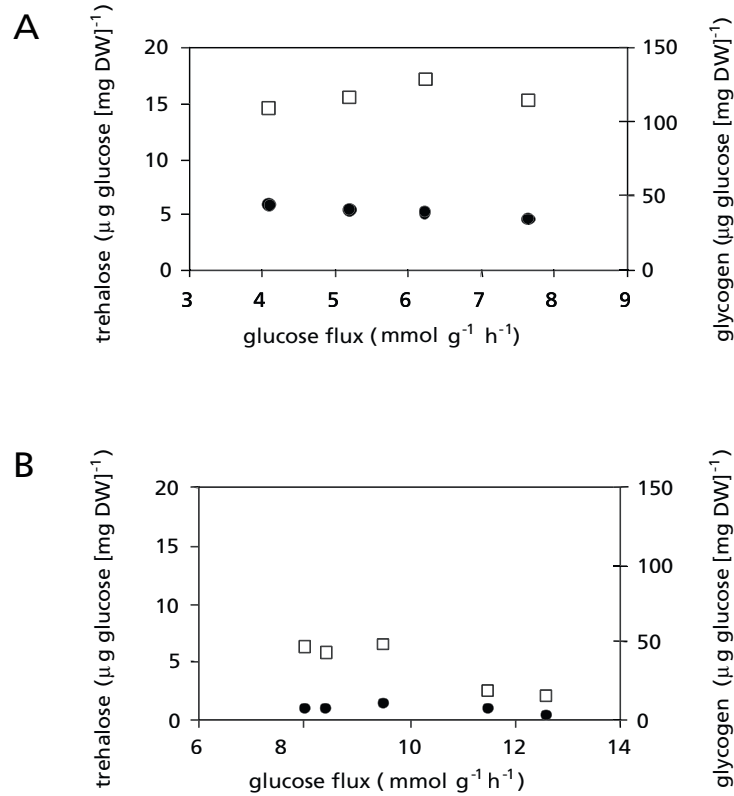 A
trehalose (μ g glucose [mg DW]-1)
20
15
10
5
0
150
100
50
0
glycogen (μg glucose [mg DW]-1)
3 4 5 6 7 8 9
glucose flux ( mmol g-1 h-1)
B
trehalose (μ g glucose [mg DW]-1)
20
15
10
5
0
150
100
50
0
glycogen (μg glucose [mg DW]-1)
6 8 10 12 14
glucose flux ( mmol g-1 h-1)